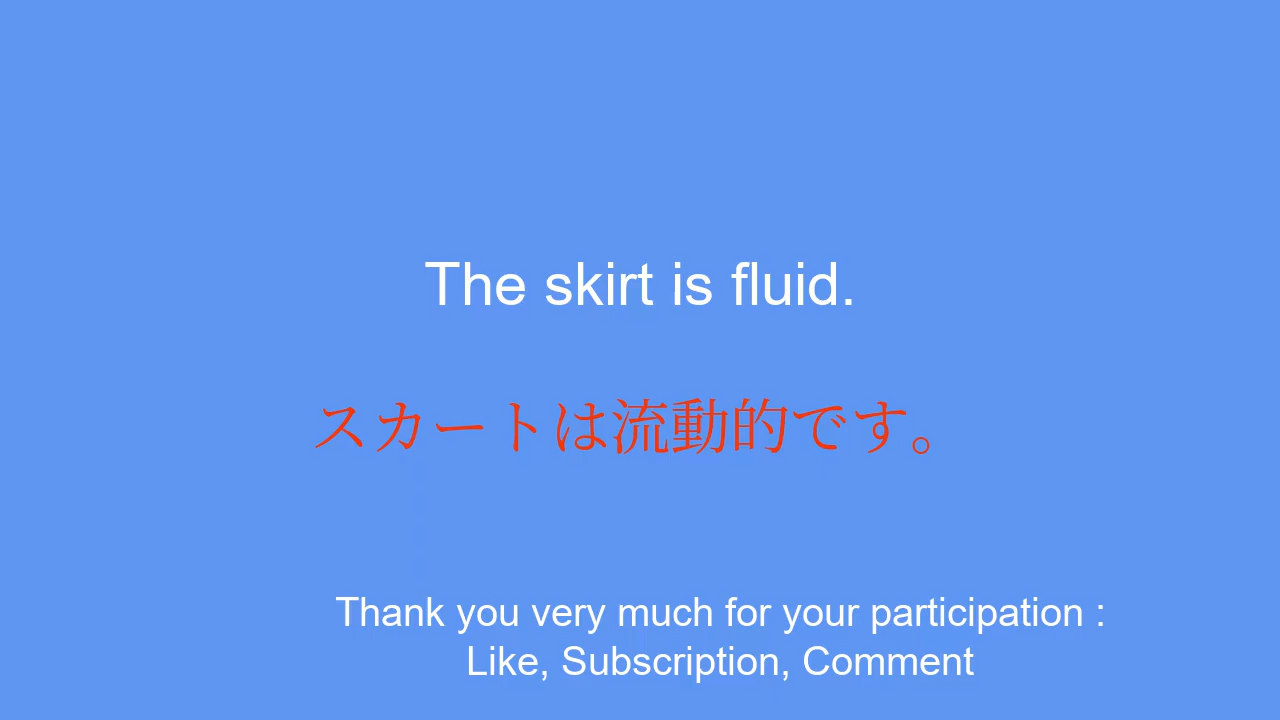 The skirt is fluid.
スカートは流動的です。
Thank you very much for your participation :
Like, Subscription, Comment